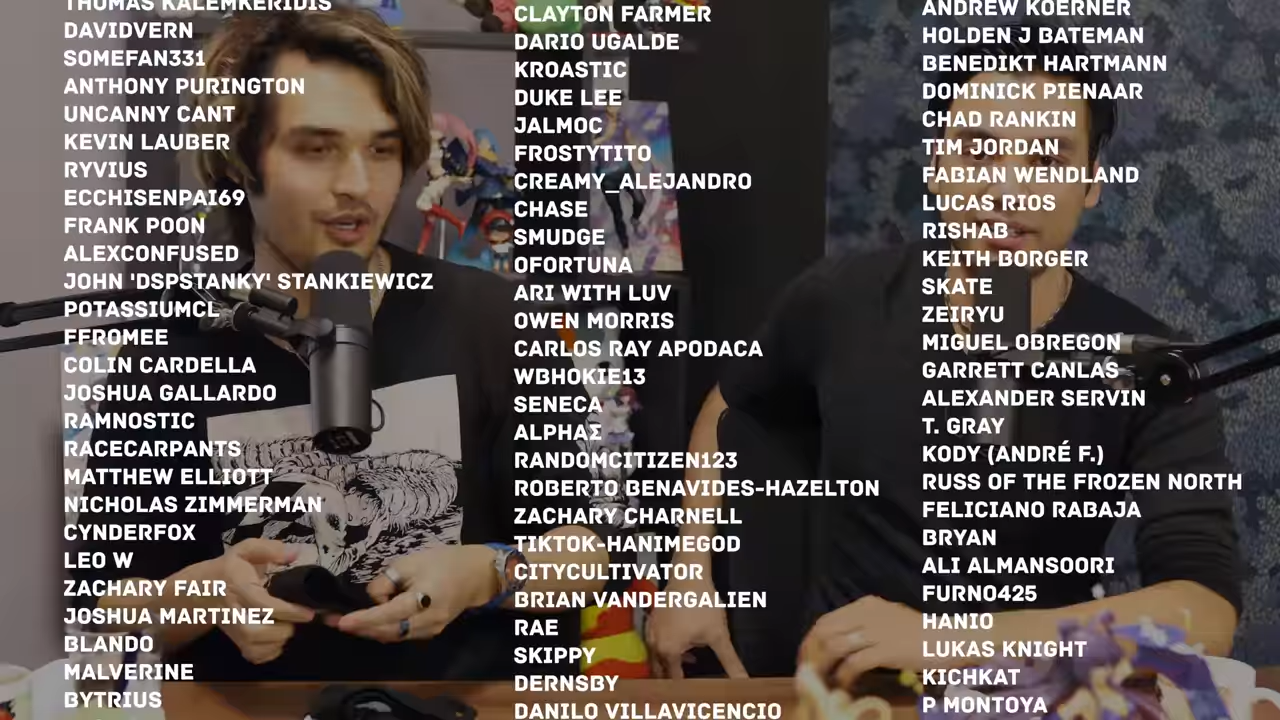 THOMAS KALEMKERIDIS
DAVIDVERN
SOMEFAN331
ANTHONY PURINGTON
UNCANNY CANT
KEVIN LAUBER
RYVIUS
ECCHISENPAI69
FRANK POON
ALEXCONFUSED
JOHN 'DSPSTANKY' STANKIEWICZ
POTASSIUMCL
FFROMEE
COLIN CARDELLA
JOSHUA GALLARDO
RAMNOSTIC
RACECARPANTS
MATTHEW ELLIOTT
NICHOLAS ZIMMERMAN
CYNDERFOX
LEO W
ZACHARY FAIR
JOSHUA MARTINEZ
BLANDO
MALVERINE
BYTRIUS
CLAYTON FARMER
DARIO UGALDE
KROASTIC
DUKE LEE
JALMOC
FROSTYTITO
CREAMY_ALEJANDRO
CHASE
SMUDGE
OFORTUNA
ARI WITH LUV
OWEN MORRIS
CARLOS RAY APODACA
WBHOKIE13
SENECA
ALPHAΣ
RANDOMCITIZEN123
ROBERTO BENAVIDES-HAZELTON
ZACHARY CHARNELL
TIKTOK-HANIMEGOD
CITYCULTIVATOR
BRIAN VANDERGALIEN
RAE
SKIPPY
DERNSBY
DANILO VILLAVICENCIO
ANDREW KOERNER
HOLDEN J BATEMAN
BENEDIKT HARTMANN
DOMINICK PIENAAR
CHAD RANKIN
TIM JORDAN
FABIAN WENDLAND
LUCAS RIOS
RISHAB
KEITH BORGER
SKATE
ZEIRYU
MIGUEL OBREGON
GARRETT CANLAS
ALEXANDER SERVIN
T. GRAY
KODY (ANDRÉ F.)
RUSS OF THE FROZEN NORTH
FELICIANO RABAJA
BRYAN
ALI ALMANSOORI
FURNO425
HANIO
LUKAS KNIGHT
KICHKAT
P MONTOYA